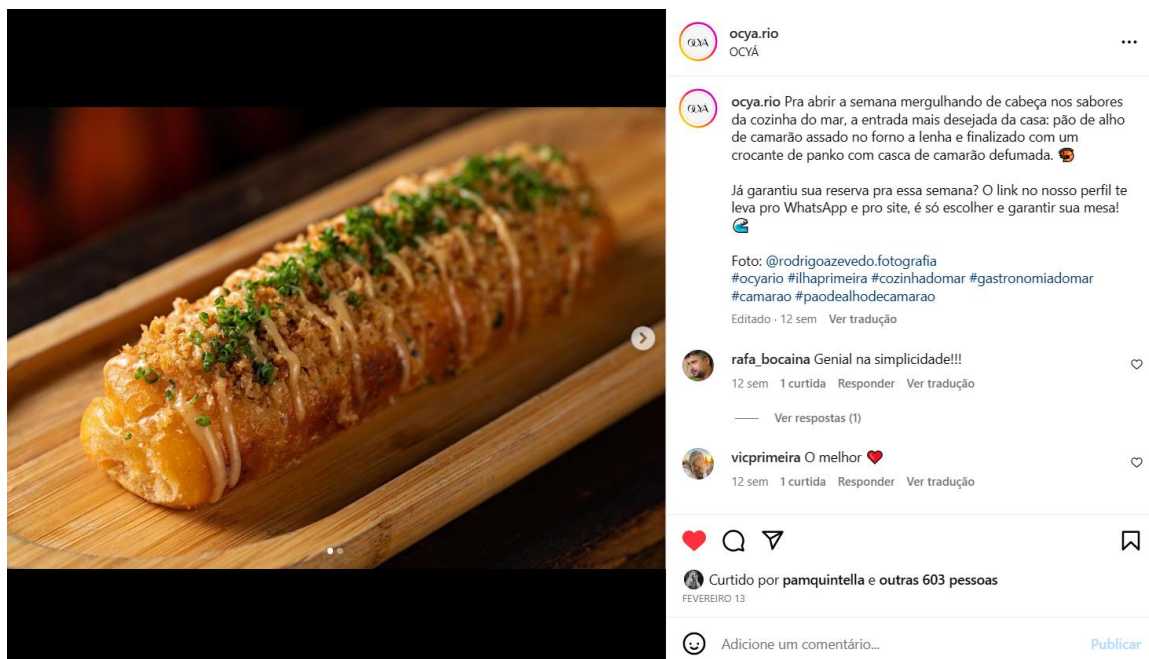 OCYÁ
ocya.rio
OCYÁ
OCYÁ
ocya.rio Pra abrir a semana mergulhando de cabeça nos sabores
da cozinha do mar, a entrada mais desejada da casa: pão de alho
de camarão assado no forno a lenha e finalizado com um
crocante de panko com casca de camarão defumada. 🦐
Já garantiu sua reserva pra essa semana? O link no nosso perfil te
leva pro WhatsApp e pro site, é só escolher e garantir sua mesa!
🌊
Foto: @rodrigoazevedo.fotografia
#ocyario #ilhaprimeira #cozinhadomar #gastronomiadomar
#camarao #paodealhodecamarao
Editado · 12 sem Ver tradução
rafa_bocaina Genial na simplicidade!!!
12 sem 1 curtida Responder Ver tradução
Ver respostas (1)
vicprimeira O melhor ❤️
12 sem 1 curtida Responder Ver tradução
Curtido por pamquintella e outras 603 pessoas
FEVEREIRO 13
Adicione um comentário... Publicar